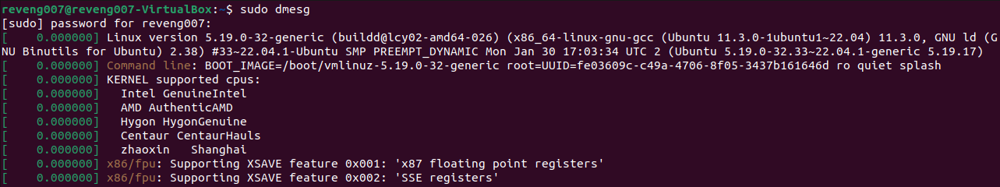 reveng007@reveng007-VirtualBox:~$ sudo dmesg
[sudo] password for reveng007:
[    0.000000] Linux version 5.19.0-32-generic (buildd@lcy02-amd64-026) (x86_64-linux-gnu-gcc (Ubuntu 11.3.0-1ubuntu1~22.04) 11.3.0, GNU ld (G
NU Binutils for Ubuntu) 2.38) #33~22.04.1-Ubuntu SMP PREEMPT_DYNAMIC Mon Jan 30 17:03:34 UTC 2 (Ubuntu 5.19.0-32.33~22.04.1-generic 5.19.17)
[    0.000000] Command line: BOOT_IMAGE=/boot/vmlinuz-5.19.0-32-generic root=UUID=fe03609c-c49a-4706-8f05-3437b161646d ro quiet splash
[    0.000000] KERNEL supported cpus:
[    0.000000]   Intel GenuineIntel
[    0.000000]   AMD AuthenticAMD
[    0.000000]   Hygon HygonGenuine
[    0.000000]   Centaur CentaurHauls
[    0.000000]   zhaoxin   Shanghai
[    0.000000] x86/fpu: Supporting XSAVE feature 0x001: 'x87 floating point registers'
[    0.000000] x86/fpu: Supporting XSAVE feature 0x002: 'SSE registers'